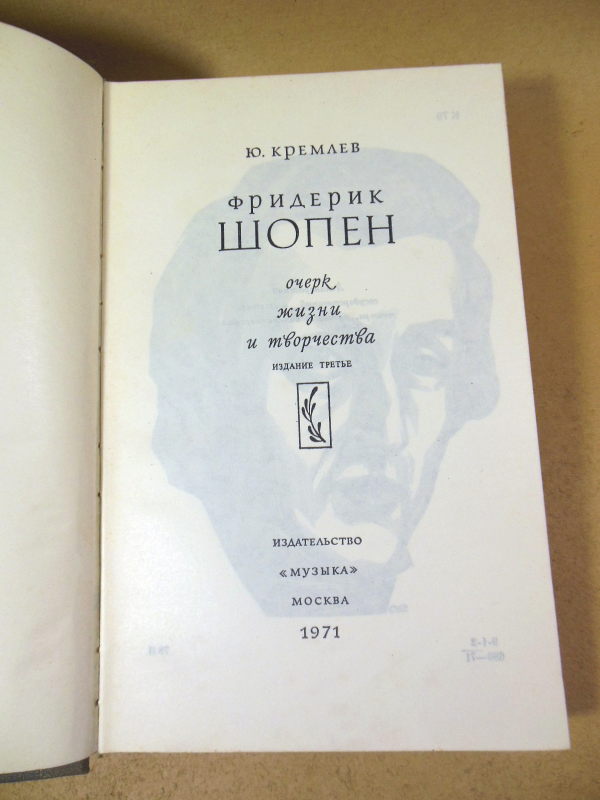 Ю. КРЕМЛЕВ
ФРИДЕРИК
ШОПЕН
очерк
жизни
и творчества
ИЗДАНИЕ ТРЕТЬЕ
ИЗДАТЕЛЬСТВО
«МУЗЫКА»
МОСКВА
1971